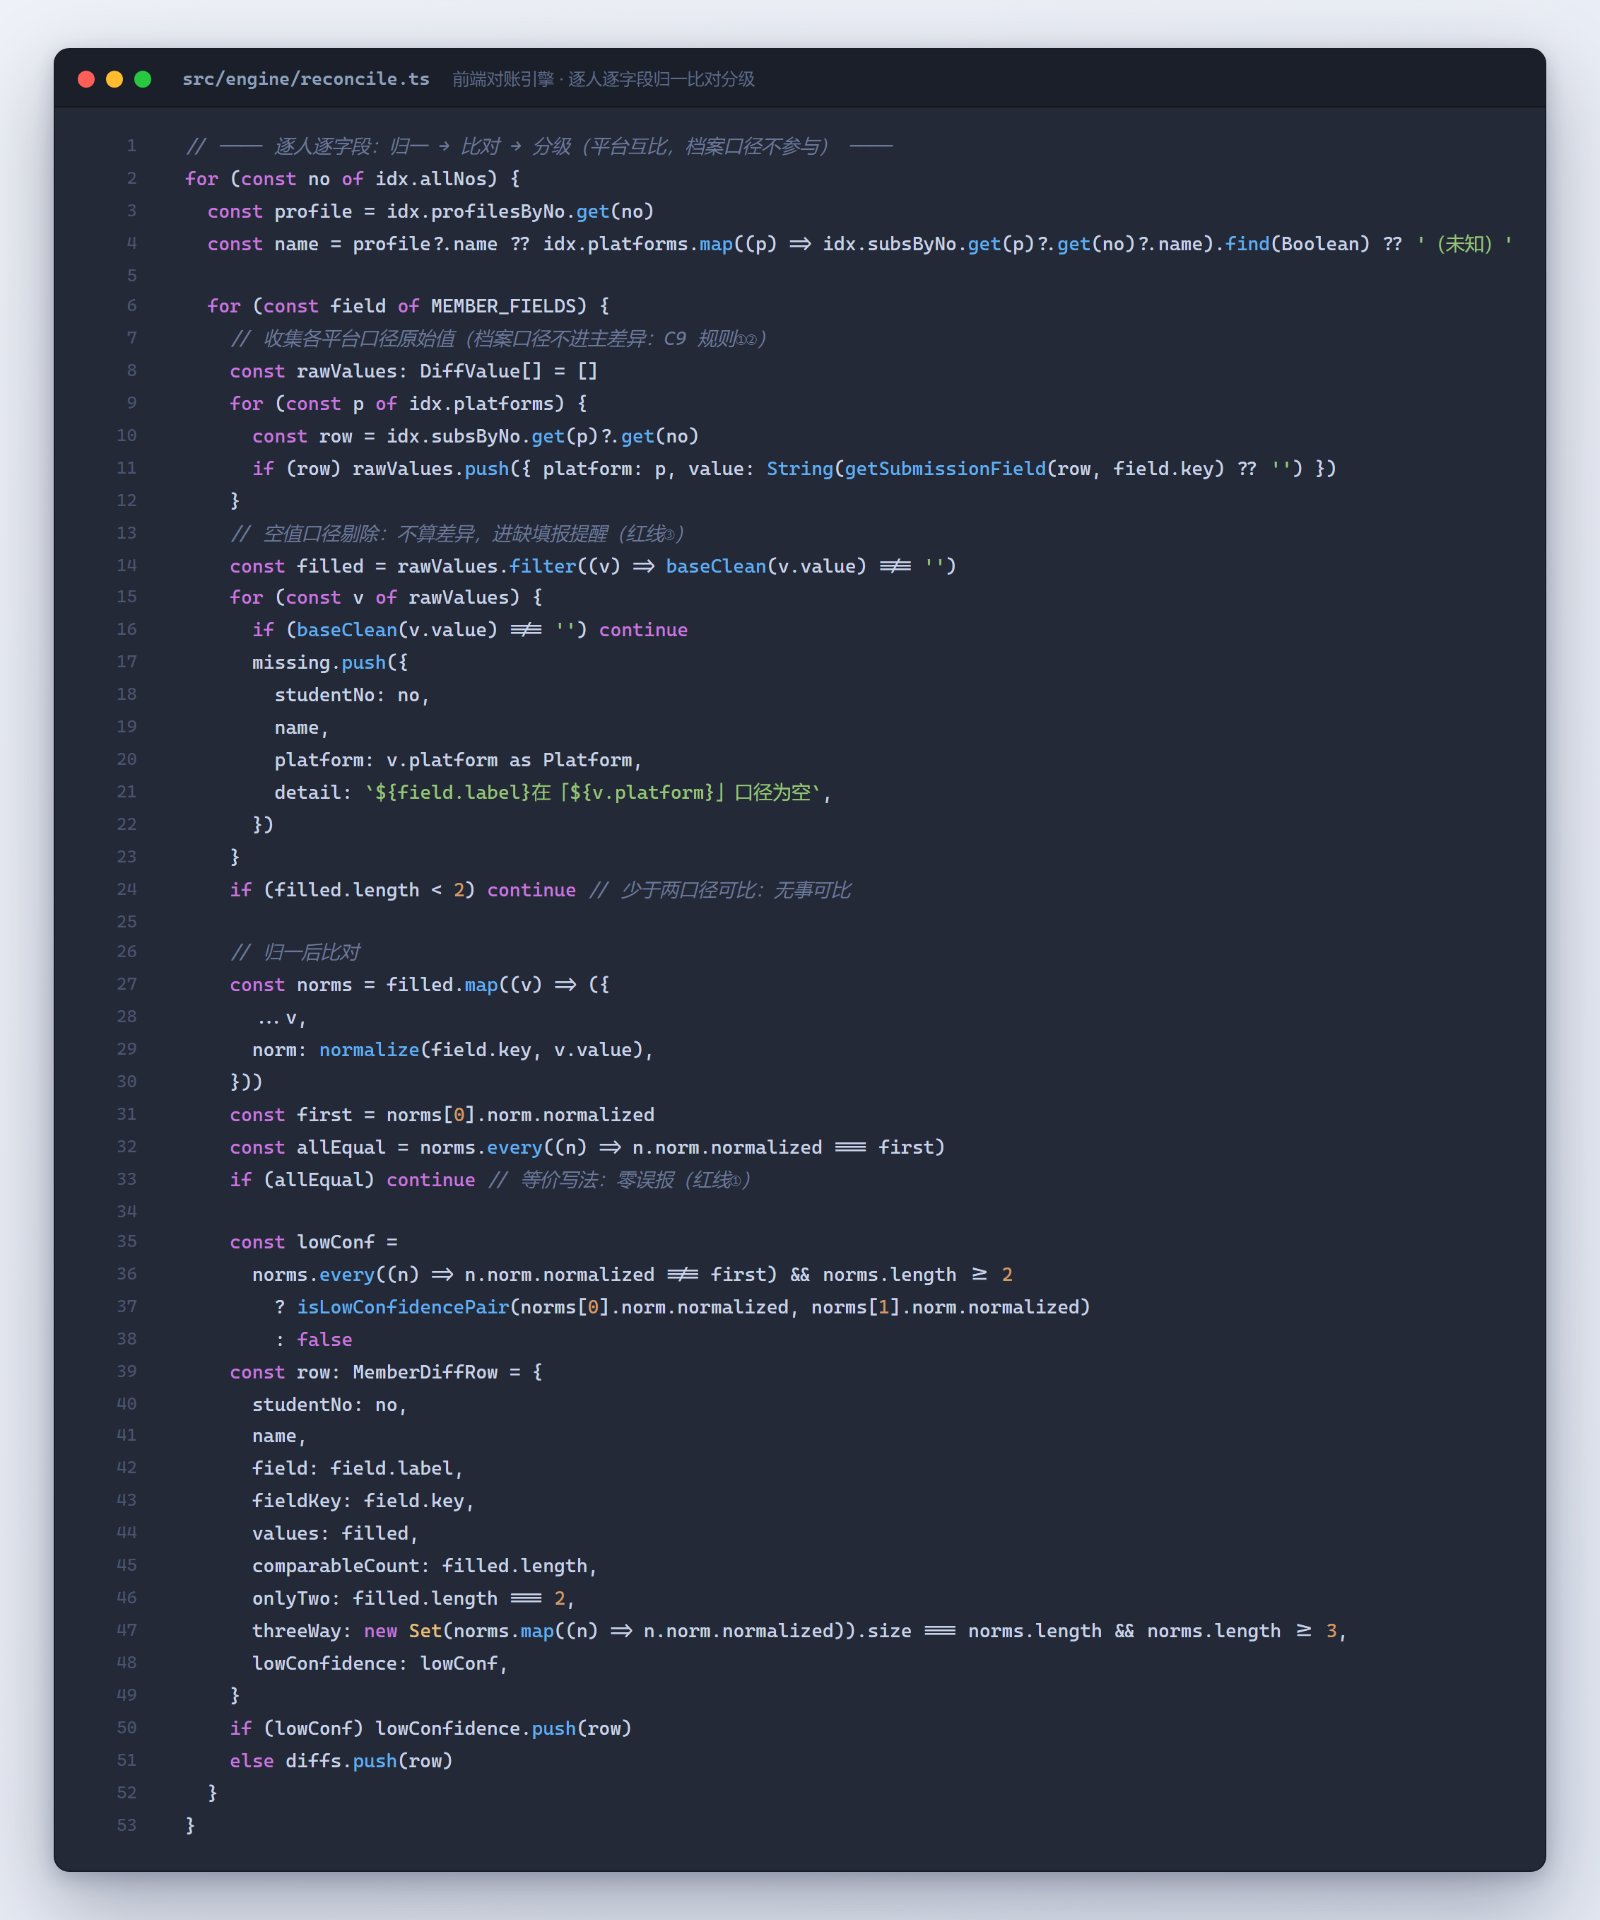 src/engine/reconcile.ts 前端对账引擎 · 逐人逐字段归一比对分级
1 // ──── 逐人逐字段：归一 → 比对 → 分级（平台互比，档案口径不参与） ────
2 for (const no of idx.allNos) {
3   const profile = idx.profilesByNo.get(no)
4   const name = profile?.name ?? idx.platforms.map((p) => idx.subsByNo.get(p)?.get(no)?.name).find(Boolean) ?? '（未知）'
5
6   for (const field of MEMBER_FIELDS) {
7     // 收集各平台口径原始值（档案口径不进主差异：C9 规则①②）
8     const rawValues: DiffValue[] = []
9     for (const p of idx.platforms) {
10       const row = idx.subsByNo.get(p)?.get(no)
11       if (row) rawValues.push({ platform: p, value: String(getSubmissionField(row, field.key) ?? '') })
12     }
13     // 空值口径剔除：不算差异，进缺填报提醒（红线③）
14     const filled = rawValues.filter((v) => baseClean(v.value) !== '')
15     for (const v of rawValues) {
16       if (baseClean(v.value) !== '') continue
17       missing.push({
18         studentNo: no,
19         name,
20         platform: v.platform as Platform,
21         detail: `${field.label}在「${v.platform}」口径为空`,
22       })
23     }
24     if (filled.length < 2) continue // 少于两口径可比：无事可比
25
26     // 归一后比对
27     const norms = filled.map((v) => ({
28       ...v,
29       norm: normalize(field.key, v.value),
30     }))
31     const first = norms[0].norm.normalized
32     const allEqual = norms.every((n) => n.norm.normalized === first)
33     if (allEqual) continue // 等价写法：零误报（红线①）
34
35     const lowConf =
36       norms.every((n) => n.norm.normalized !== first) && norms.length >= 2
37         ? isLowConfidencePair(norms[0].norm.normalized, norms[1].norm.normalized)
38         : false
39     const row: MemberDiffRow = {
40       studentNo: no,
41       name,
42       field: field.label,
43       fieldKey: field.key,
44       values: filled,
45       comparableCount: filled.length,
46       onlyTwo: filled.length === 2,
47       threeWay: new Set(norms.map((n) => n.norm.normalized)).size === norms.length && norms.length >= 3,
48       lowConfidence: lowConf,
49     }
50     if (lowConf) lowConfidence.push(row)
51     else diffs.push(row)
52   }
53 }